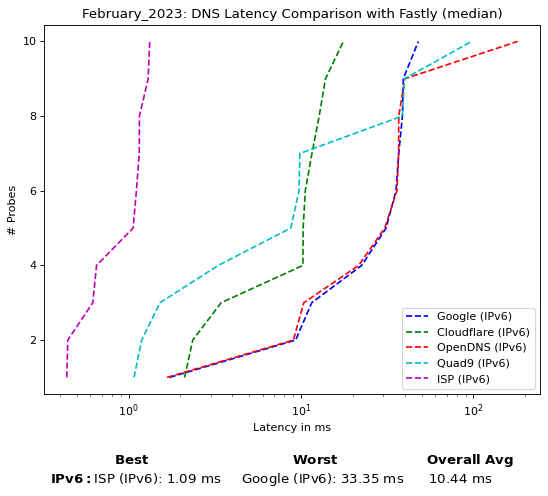 February_2023: DNS Latency Comparison with Fastly (median)
10
8
6
4
2
# Probes
10⁰
10¹
10²
Latency in ms
Google (IPv6)
Cloudflare (IPv6)
OpenDNS (IPv6)
Quad9 (IPv6)
ISP (IPv6)
Best Worst Overall Avg
IPv6: ISP (IPv6): 1.09 ms Google (IPv6): 33.35 ms 10.44 ms